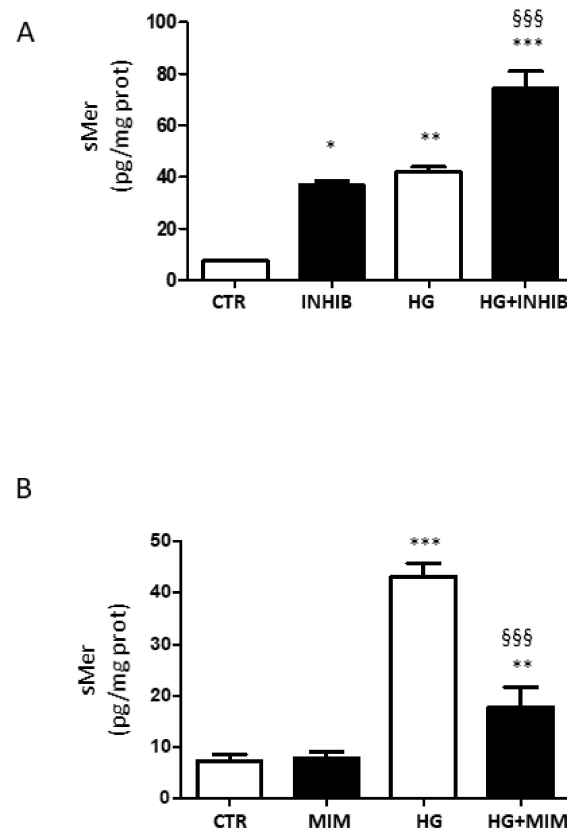 A
sMer
(pg/mg prot)
100
80
60
40
20
0
*
**
§§§
***
CTR INHIB HG HG+INHIB
B
sMer
(pg/mg prot)
50
40
30
20
10
0
***
§§§
**
CTR MIM HG HG+MIM